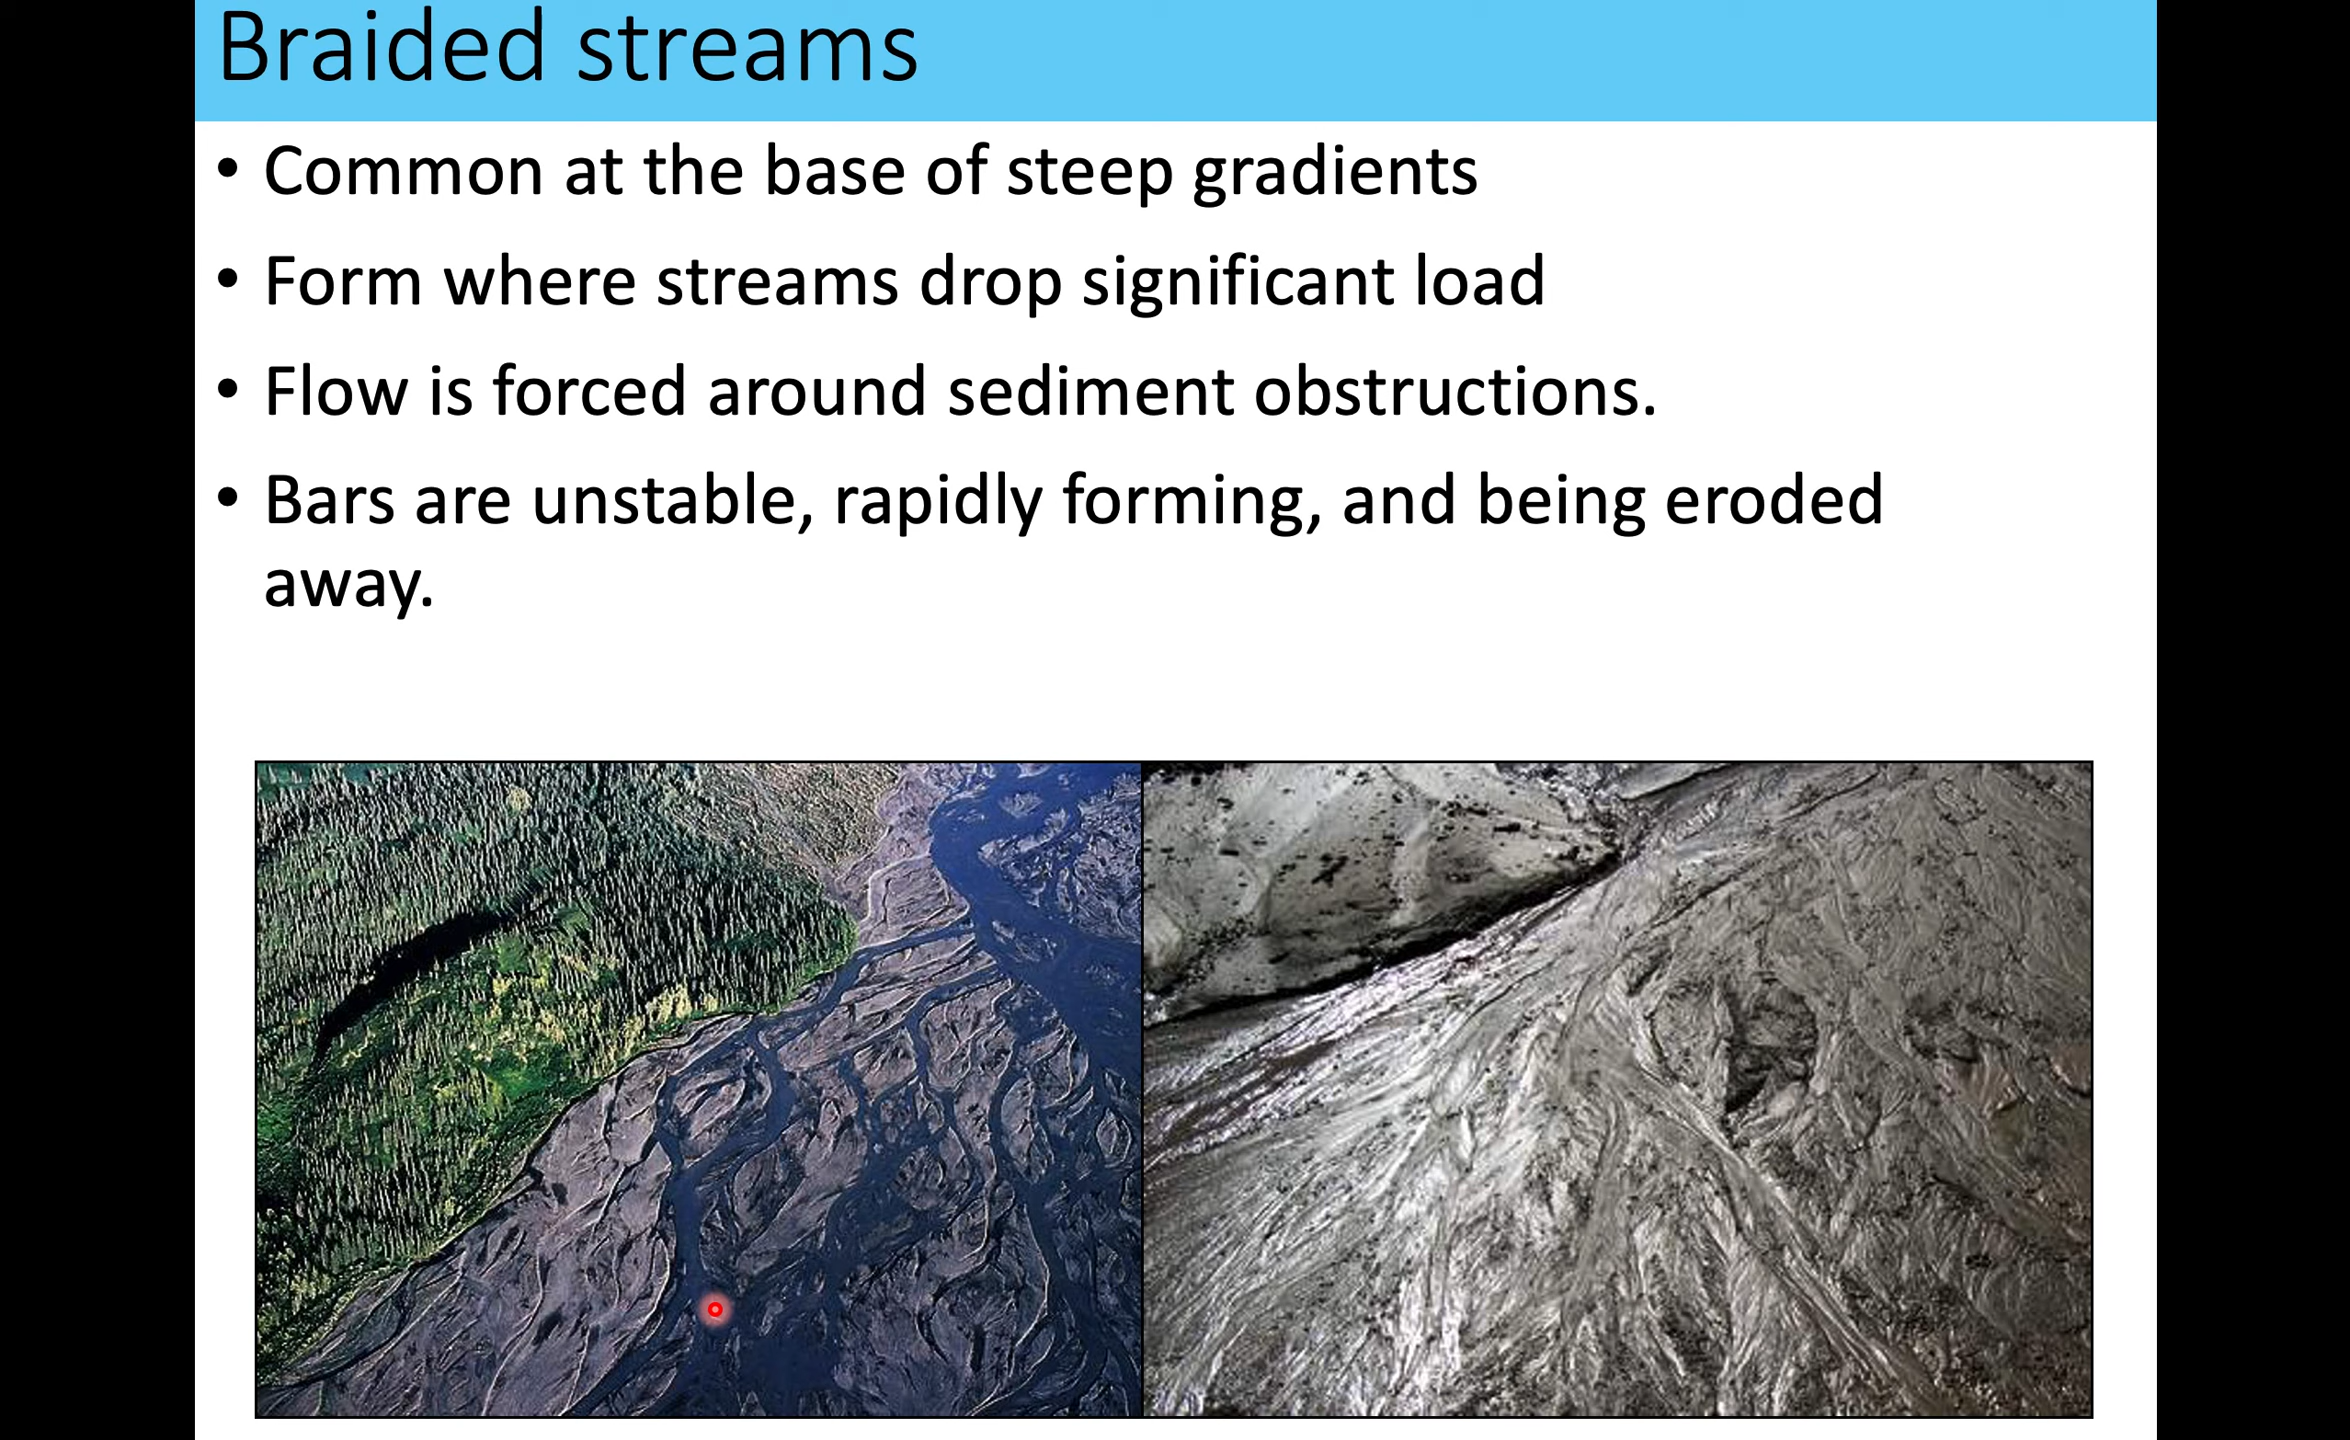 Braided streams
• Common at the base of steep gradients
• Form where streams drop significant load
• Flow is forced around sediment obstructions.
• Bars are unstable, rapidly forming, and being eroded
away.